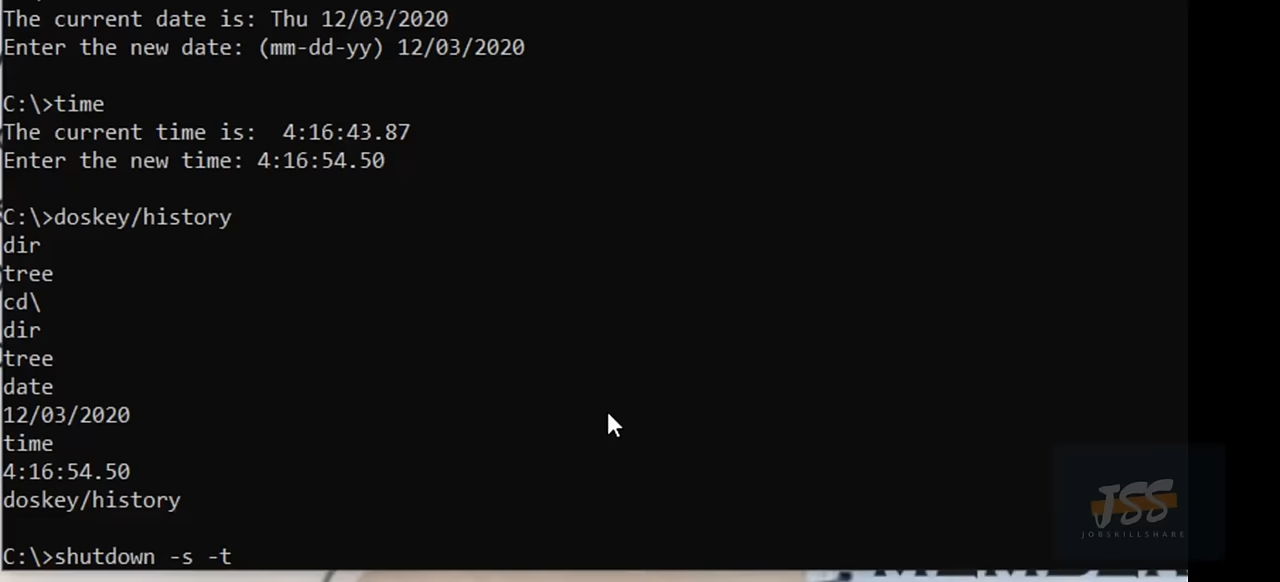 The current date is: Thu 12/03/2020
Enter the new date: (mm-dd-yy) 12/03/2020
C:\>time
The current time is:  4:16:43.87
Enter the new time: 4:16:54.50
C:\>doskey/history
dir
tree
cd\
dir
tree
date
12/03/2020
time
4:16:54.50
doskey/history
C:\>shutdown -s -t
JSS
JOBSKILLSHARE